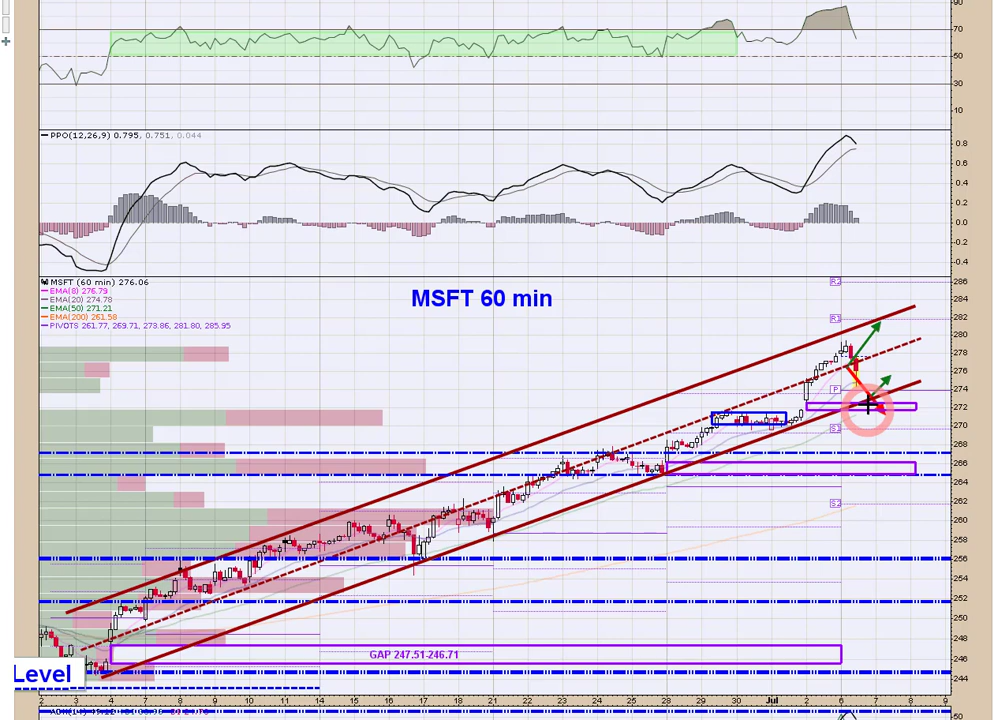 90
70
50
30
10
PPO(12,26,9) 0.795, 0.751, 0.044
0.8
0.6
0.4
0.2
0.0
-0.2
-0.4
MSFT (60 min) 276.06
EMA(8) 276.79
EMA(20) 274.78
EMA(50) 271.21
EMA(200) 261.58
PIVOTS 261.77, 269.71, 273.86, 281.80, 285.95
MSFT 60 min
R2
R1
P
S1
S2
286
284
282
280
278
276
274
272
270
268
266
264
262
260
258
256
254
252
250
248
246
244
GAP 247.51-246.71
Level
2 3 4 7 8 9 10 11 14 15 16 17 18 21 22 23 24 25 28 29 30 Jul 2 6 7 8 9
50